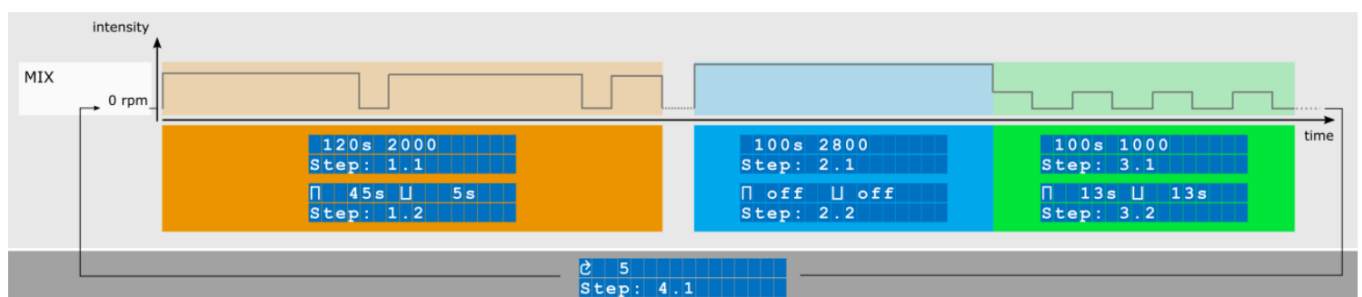 intensity
MIX
0 rpm
time
120s 2000
Step: 1.1
⊓ 45s ⊔ 5s
Step: 1.2
100s 2800
Step: 2.1
⊓ off ⊔ off
Step: 2.2
100s 1000
Step: 3.1
⊓ 13s ⊔ 13s
Step: 3.2
↻ 5
Step: 4.1